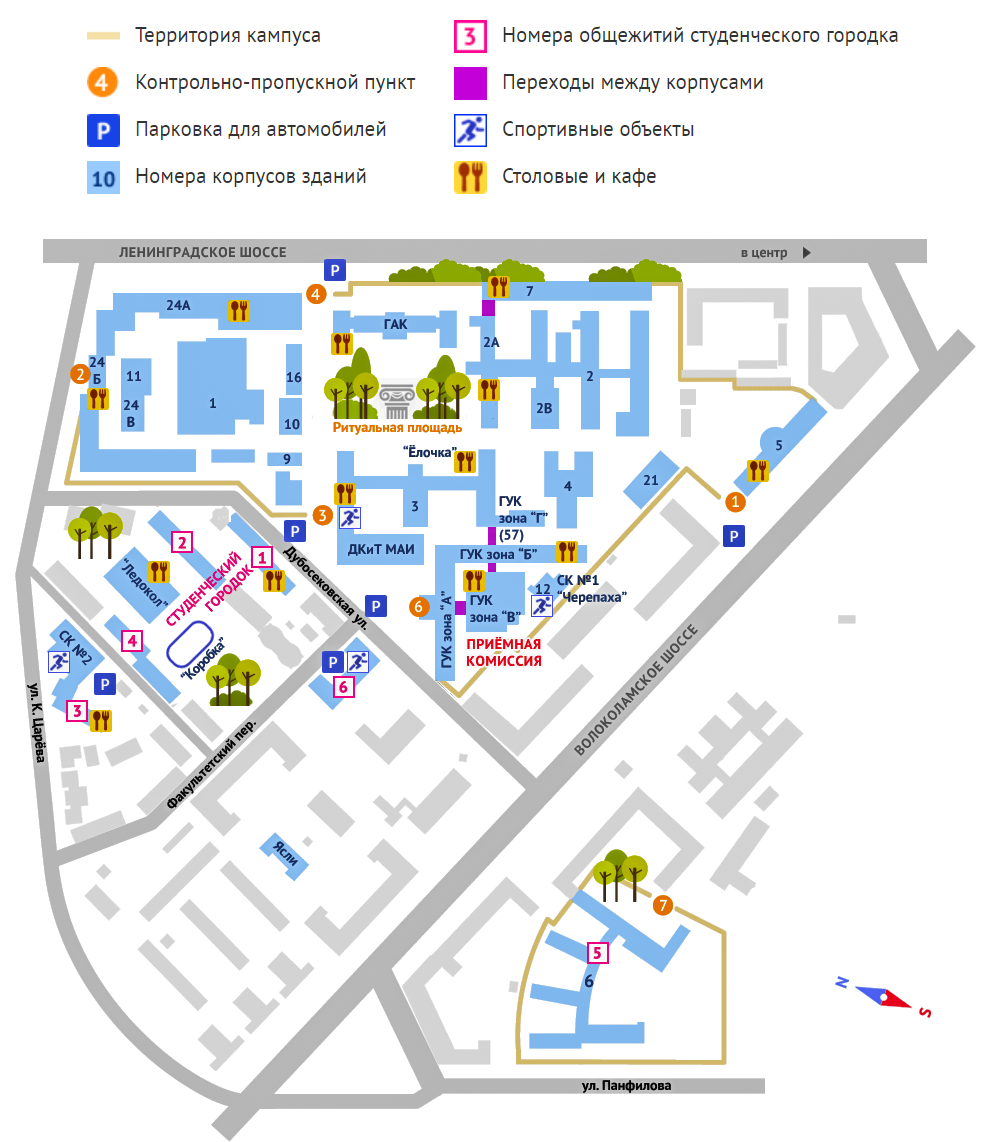 Территория кампуса
3 Номера общежитий студенческого городка
4 Контрольно-пропускной пункт
Переходы между корпусами
P Парковка для автомобилей
Спортивные объекты
10 Номера корпусов зданий
Столовые и кафе
ЛЕНИНГРАДСКОЕ ШОССЕ
в центр
P
4
7
24А
ГАК
2А
2
24
Б
11
16
2
24
В
1
10
2В
Ритуальная площадь
5
"Ёлочка"
9
4
21
1
3
3
ГУК
зона "Г"
(57)
P
P
2
1
ДКиТ МАИ
ГУК зона "Б"
"Ледокол"
СТУДЕНЧЕСКИЙ
ГОРОДОК
Дубосековская ул.
P
6
ГУК зона "А"
ГУК
зона "В"
12
СК №1
"Черепаха"
ПРИЁМНАЯ
КОМИССИЯ
4
СК №2
"Коробка"
P
6
P
3
ул. К. Царёва
Факультетский пер.
ВОЛОКОЛАМСКОЕ ШОССЕ
Ясли
7
5
6
N
S
ул. Панфилова